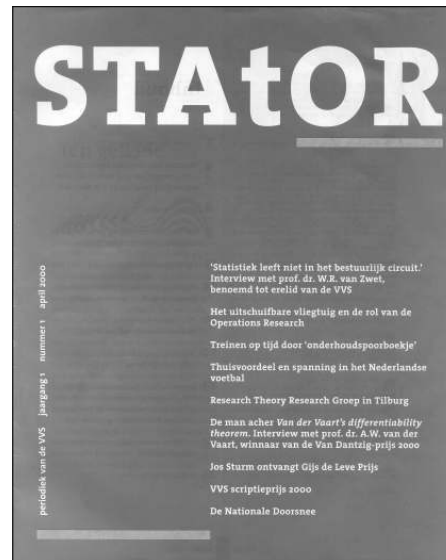 STAtOR
'Statistiek leeft niet in het bestuurlijk circuit.'
Interview met prof. dr. W.R. van Zwet,
benoemd tot erelid van de VVS
Het uitschuifbare vliegtuig en de rol van de
Operations Research
Treinen op tijd door 'onderhoudspoorboekje'
Thuisvoordeel en spanning in het Nederlandse
voetbal
Research Theory Research Groep in Tilburg
De man acher Van der Vaart's differentiability
theorem. Interview met prof. dr. A.W. van der
Vaart, winnaar van de Van Dantzig-prijs 2000
Jos Sturm ontvangt Gijs de Leve Prijs
VVS scriptieprijs 2000
De Nationale Doorsnee
periodiek van de VVS jaargang 1 nummer 1 april 2000